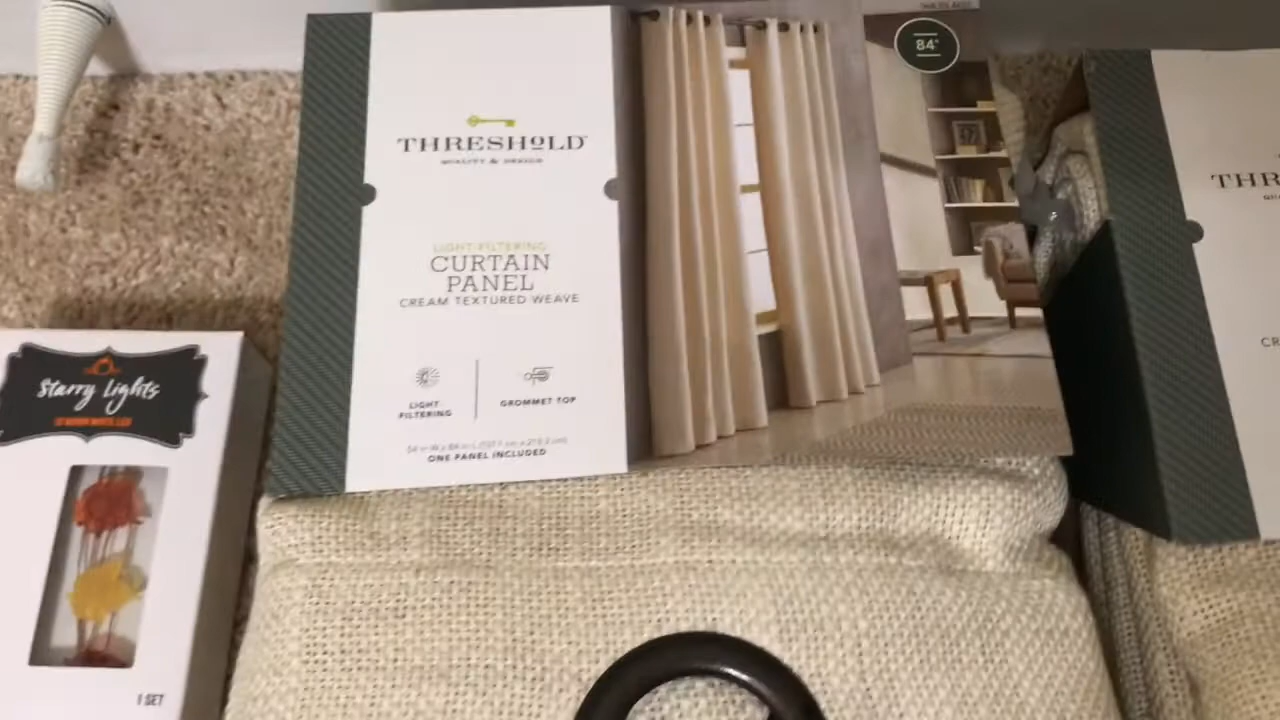 84"
THRESHOLD
QUALITY & DESIGN
LIGHT-FILTERING
CURTAIN
PANEL
CREAM TEXTURED WEAVE
LIGHT
FILTERING
GROMMET TOP
ONE PANEL INCLUDED
Starry Lights
1 SET
THR
CR